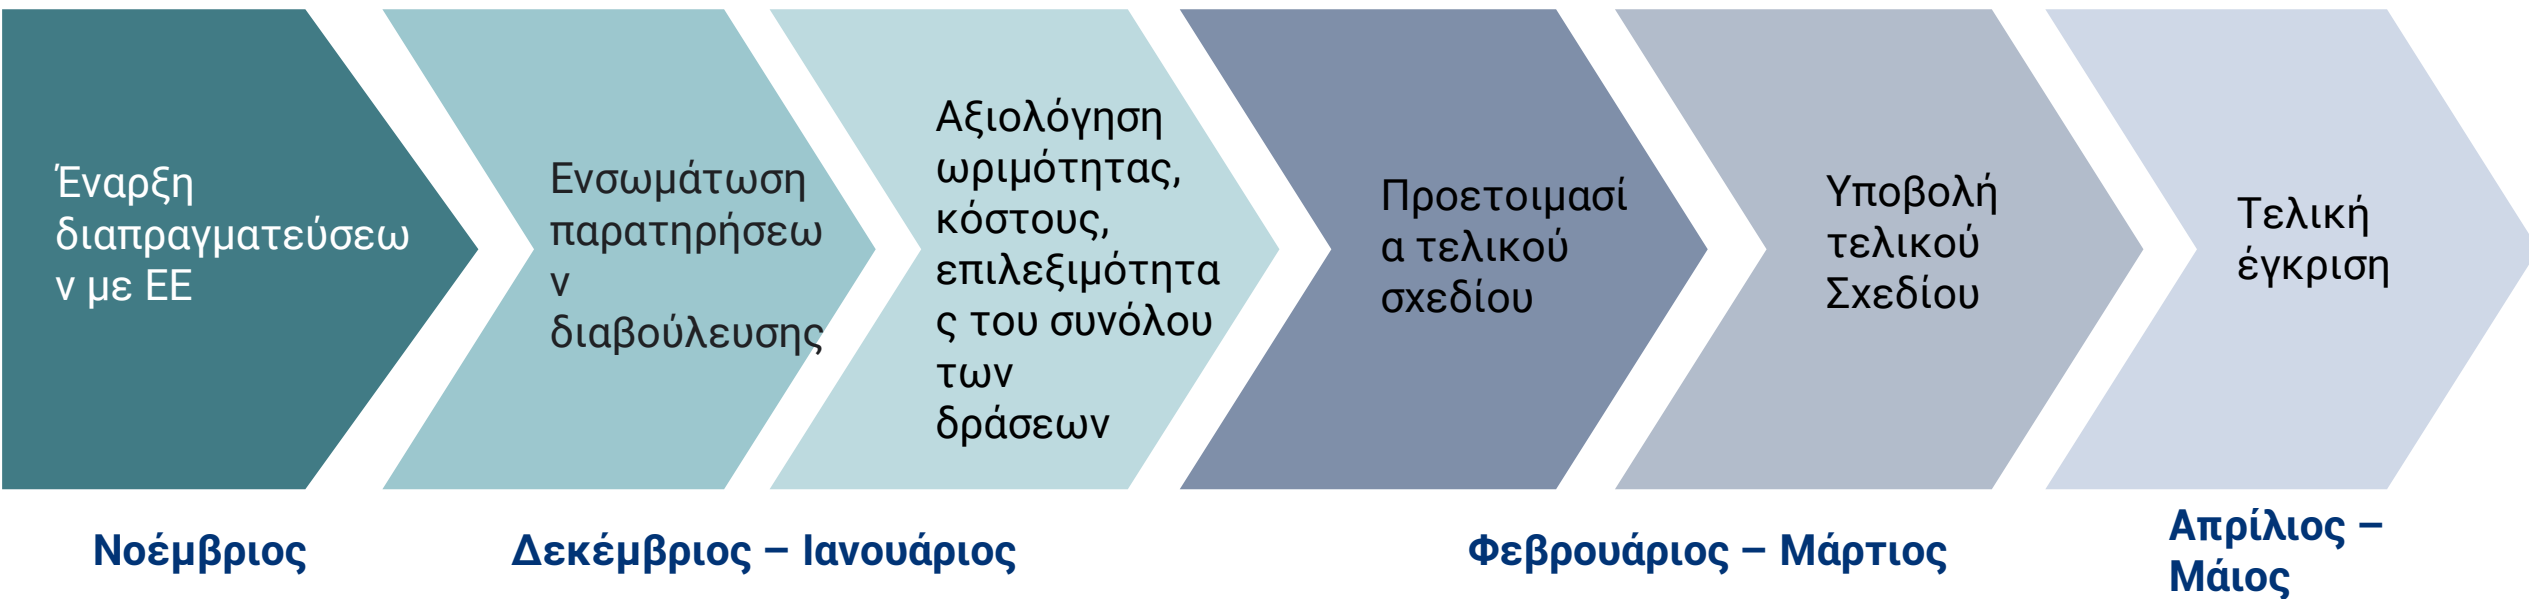 Έναρξη
διαπραγματεύσεω
ν με ΕΕ
Ενσωμάτωση
παρατηρήσεω
ν
διαβούλευσης
Αξιολόγηση
ωριμότητας,
κόστους,
επιλεξιμότητα
ς του συνόλου
των
δράσεων
Προετοιμασί
α τελικού
σχεδίου
Υποβολή
τελικού
Σχεδίου
Τελική
έγκριση
Νοέμβριος
Δεκέμβριος – Ιανουάριος
Φεβρουάριος – Μάρτιος
Απρίλιος –
Μάιος